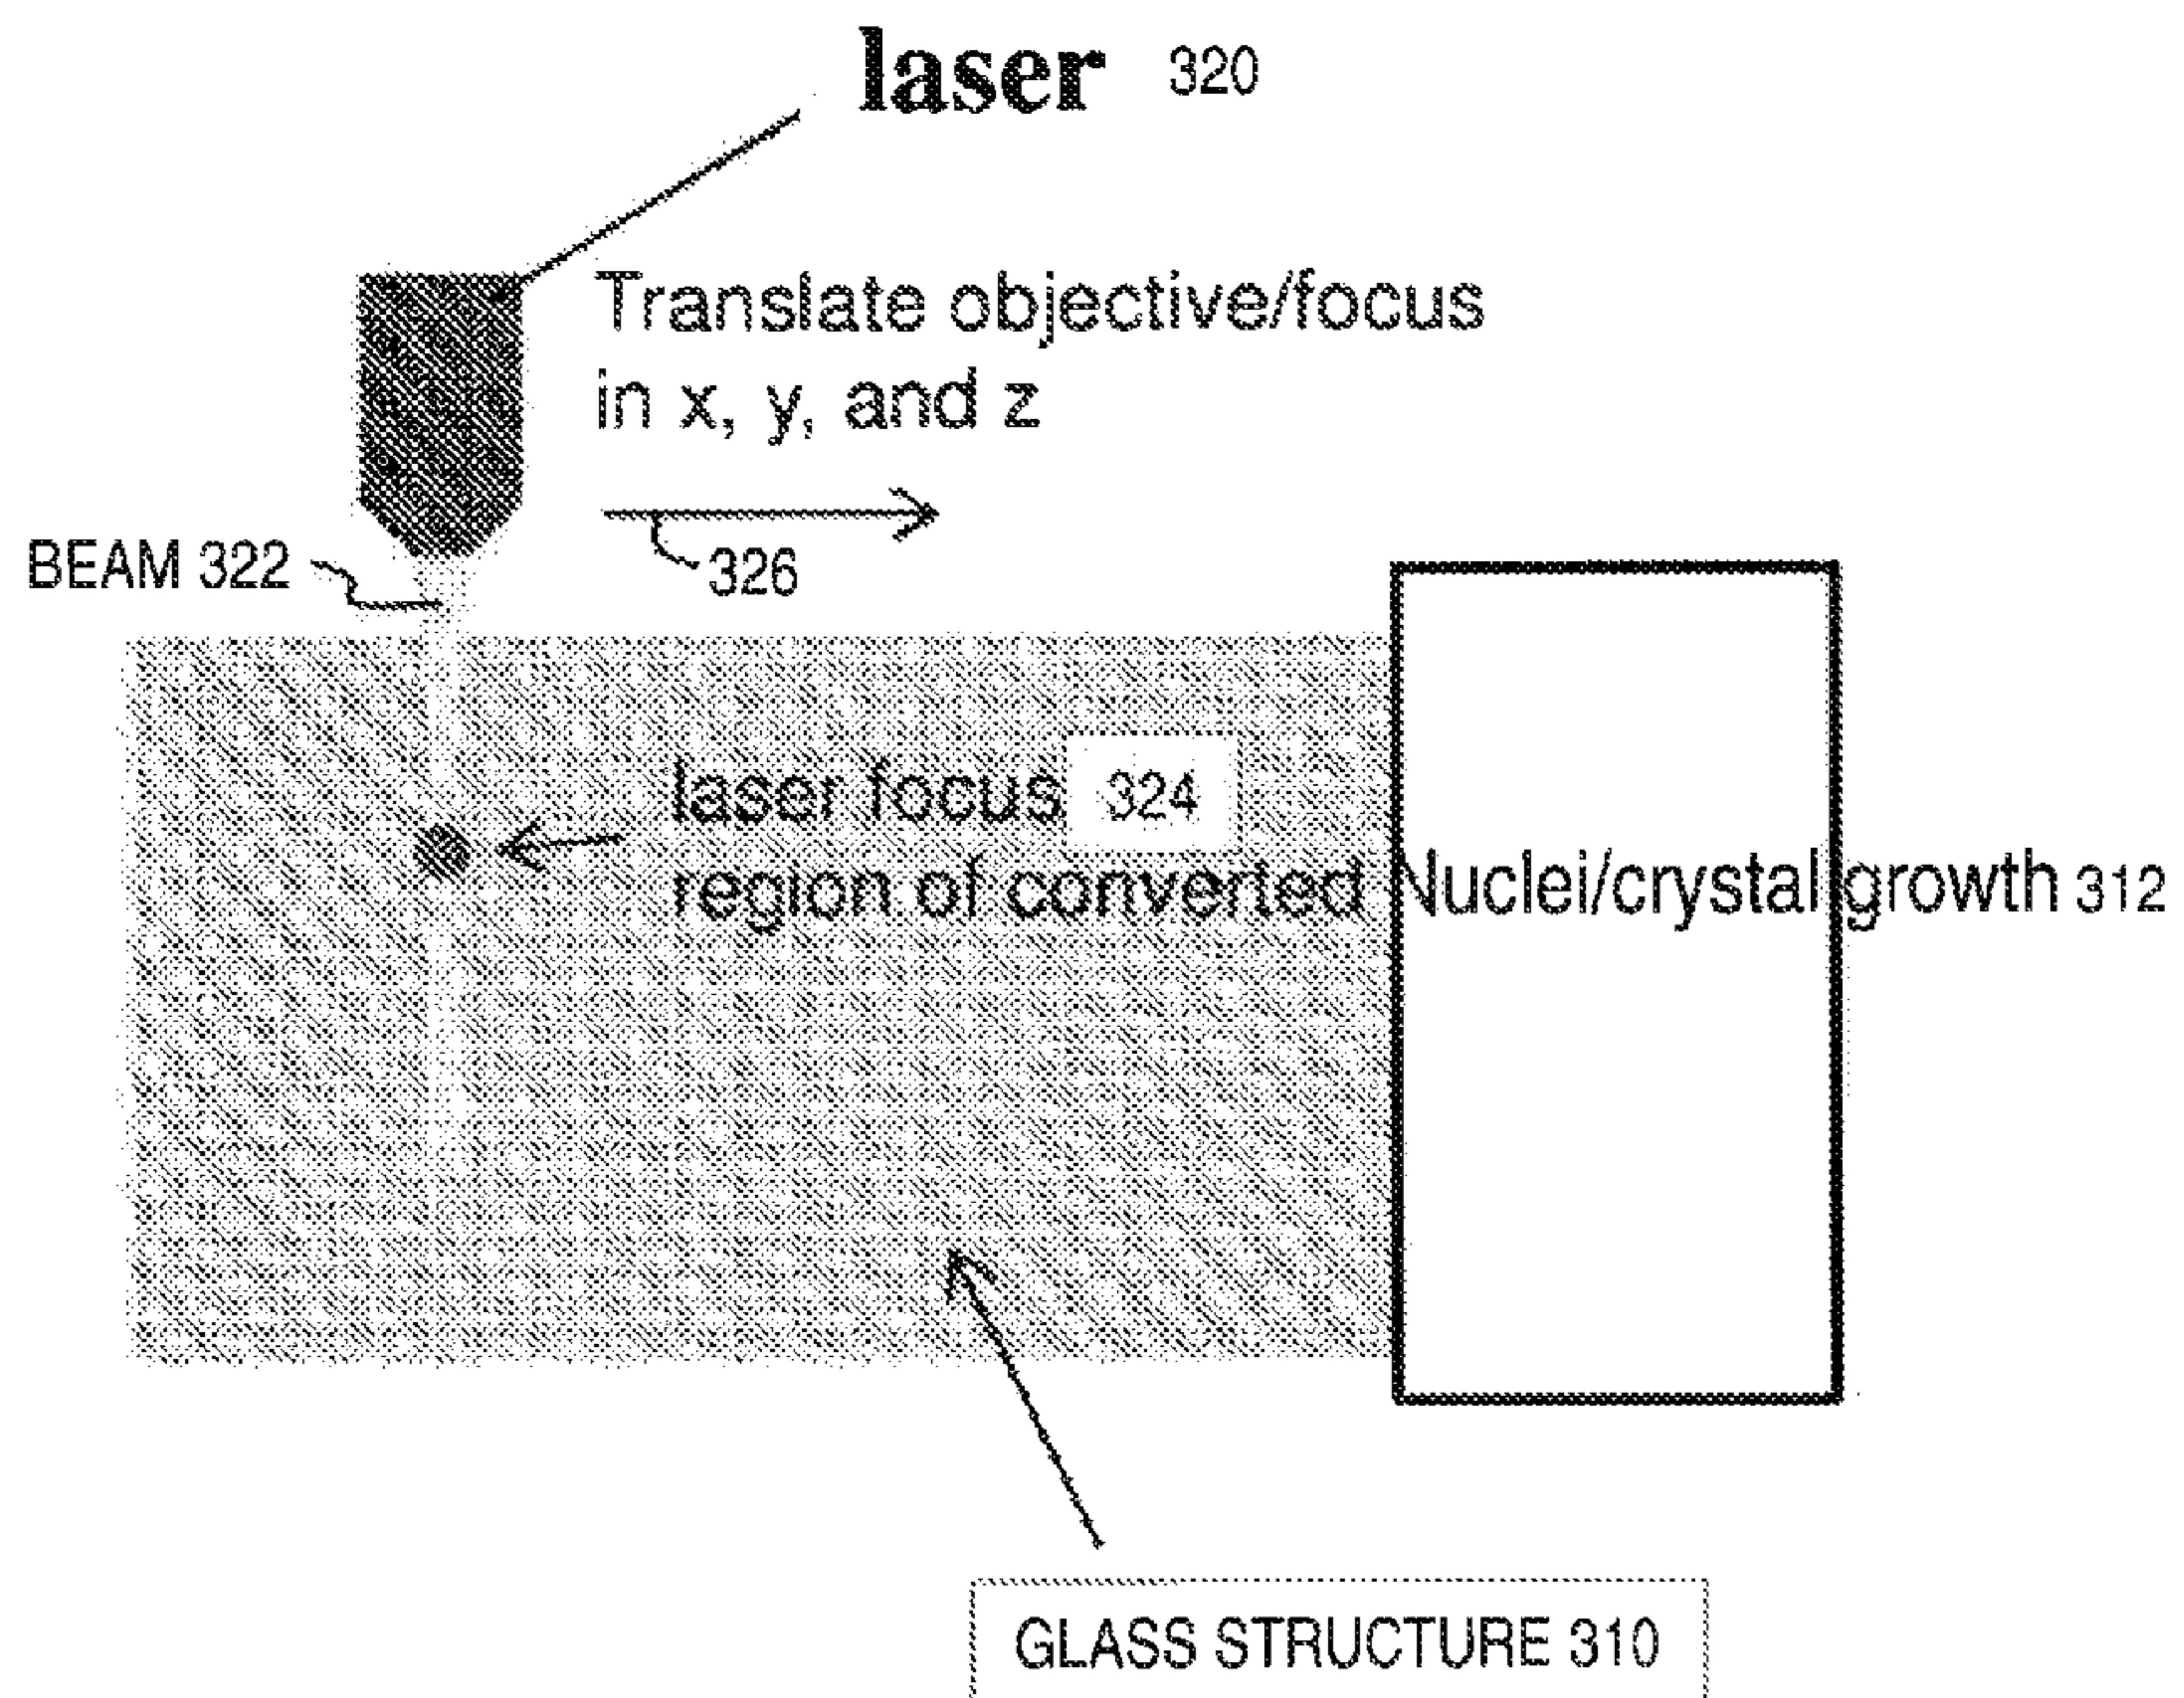 laser 320
Translate objective/focus
in x, y, and z
BEAM 322
326
laser focus 324
region of converted Nuclei/crystal growth 312
GLASS STRUCTURE 310